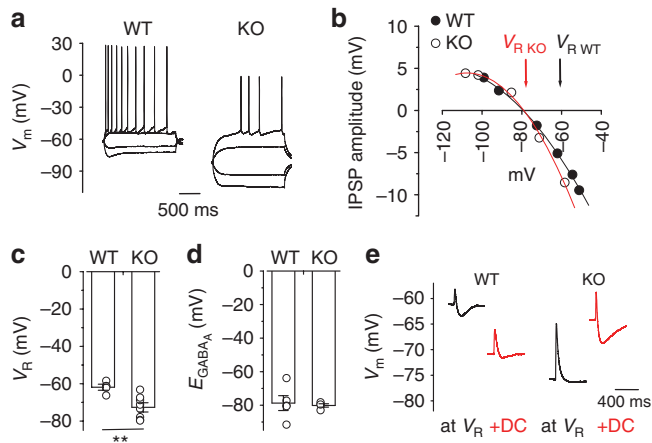 a
WT
KO
V_m (mV)
30
0
−30
−60
−90
500 ms
b
WT
KO
V_R KO
V_R WT
IPSP amplitude (mV)
10
5
0
−5
−10
−120
−100
−80
−60
−40
mV
c
WT
KO
V_R (mV)
0
−20
−40
−60
−80
**
d
WT
KO
E_GABA_A (mV)
0
−20
−40
−60
−80
e
WT
KO
V_m (mV)
−60
−65
−70
−75
−80
400 ms
at V_R +DC
at V_R +DC